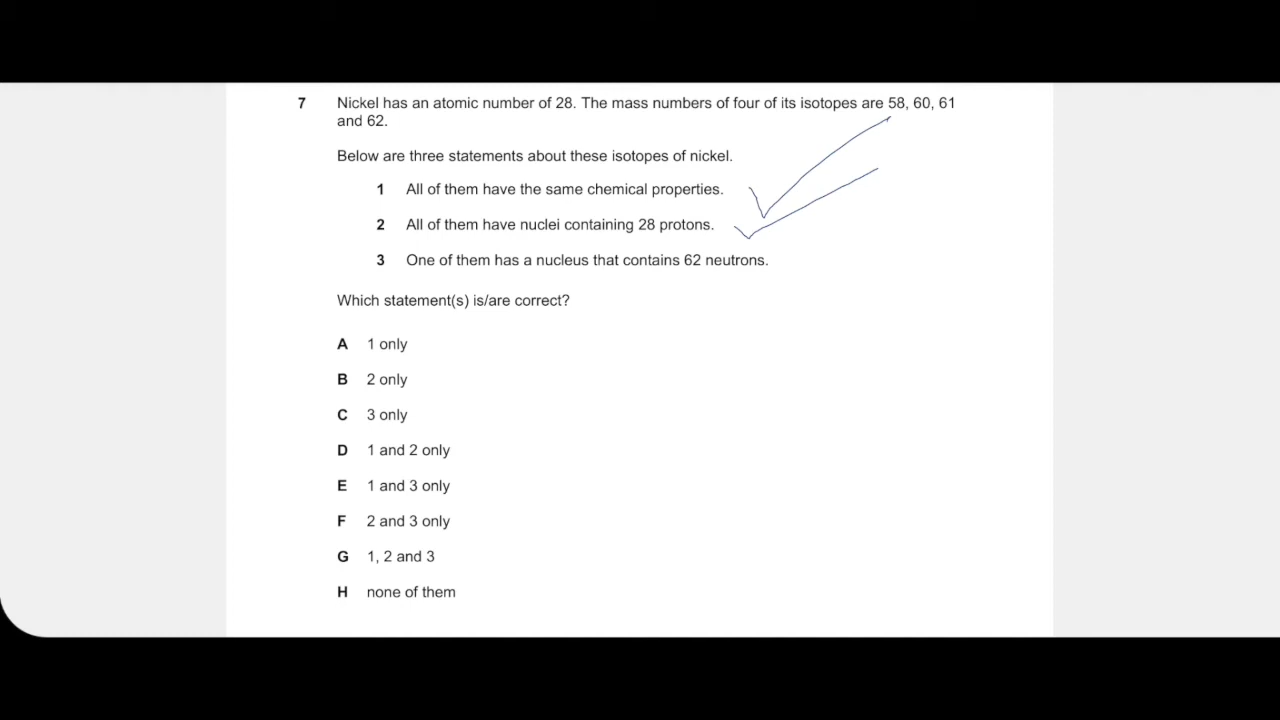 7 Nickel has an atomic number of 28. The mass numbers of four of its isotopes are 58, 60, 61
and 62.
Below are three statements about these isotopes of nickel.
1 All of them have the same chemical properties.
2 All of them have nuclei containing 28 protons.
3 One of them has a nucleus that contains 62 neutrons.
Which statement(s) is/are correct?
A 1 only
B 2 only
C 3 only
D 1 and 2 only
E 1 and 3 only
F 2 and 3 only
G 1, 2 and 3
H none of them